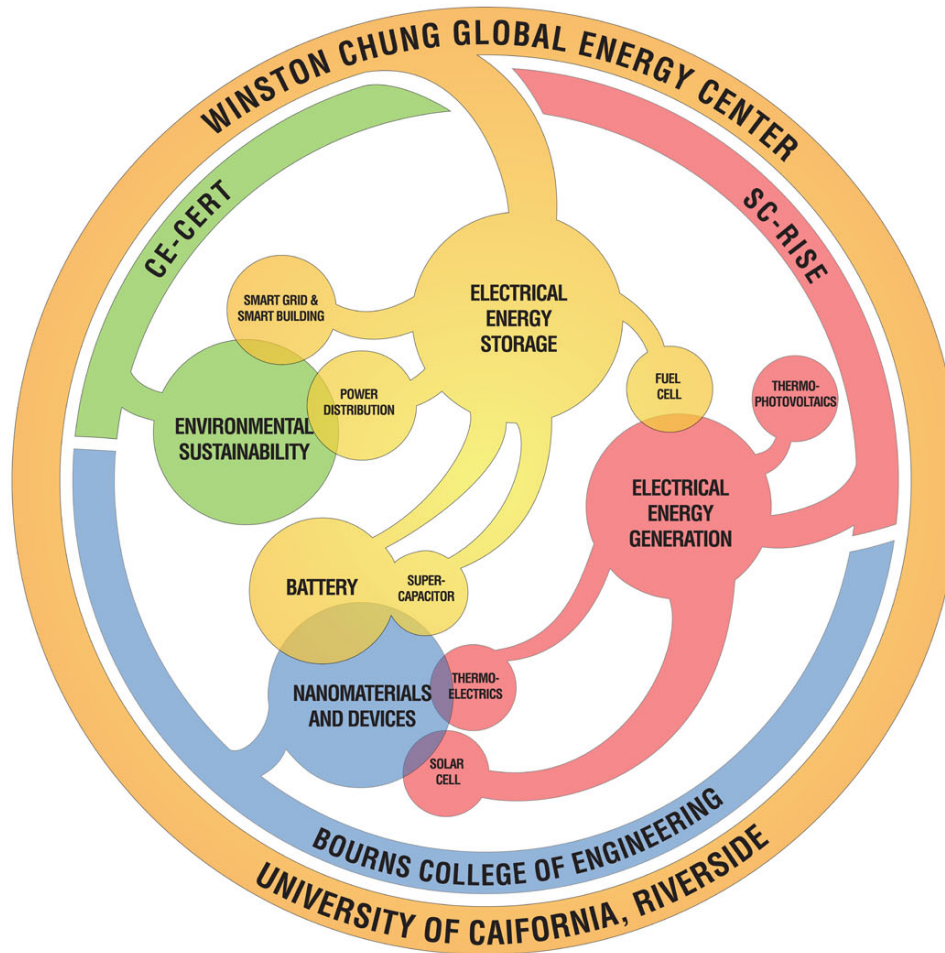 WINSTON CHUNG GLOBAL ENERGY CENTER
CE-CERT
SC-RISE
SMART GRID &
SMART BUILDING
ELECTRICAL
ENERGY
STORAGE
POWER
DISTRIBUTION
FUEL
CELL
THERMO-
PHOTOVOLTAICS
ENVIRONMENTAL
SUSTAINABILITY
ELECTRICAL
ENERGY
GENERATION
BATTERY
SUPER-
CAPACITOR
NANOMATERIALS
AND DEVICES
THERMO-
ELECTRICS
SOLAR
CELL
BOURNS COLLEGE OF ENGINEERING
UNIVERSITY OF CAIFORNIA, RIVERSIDE